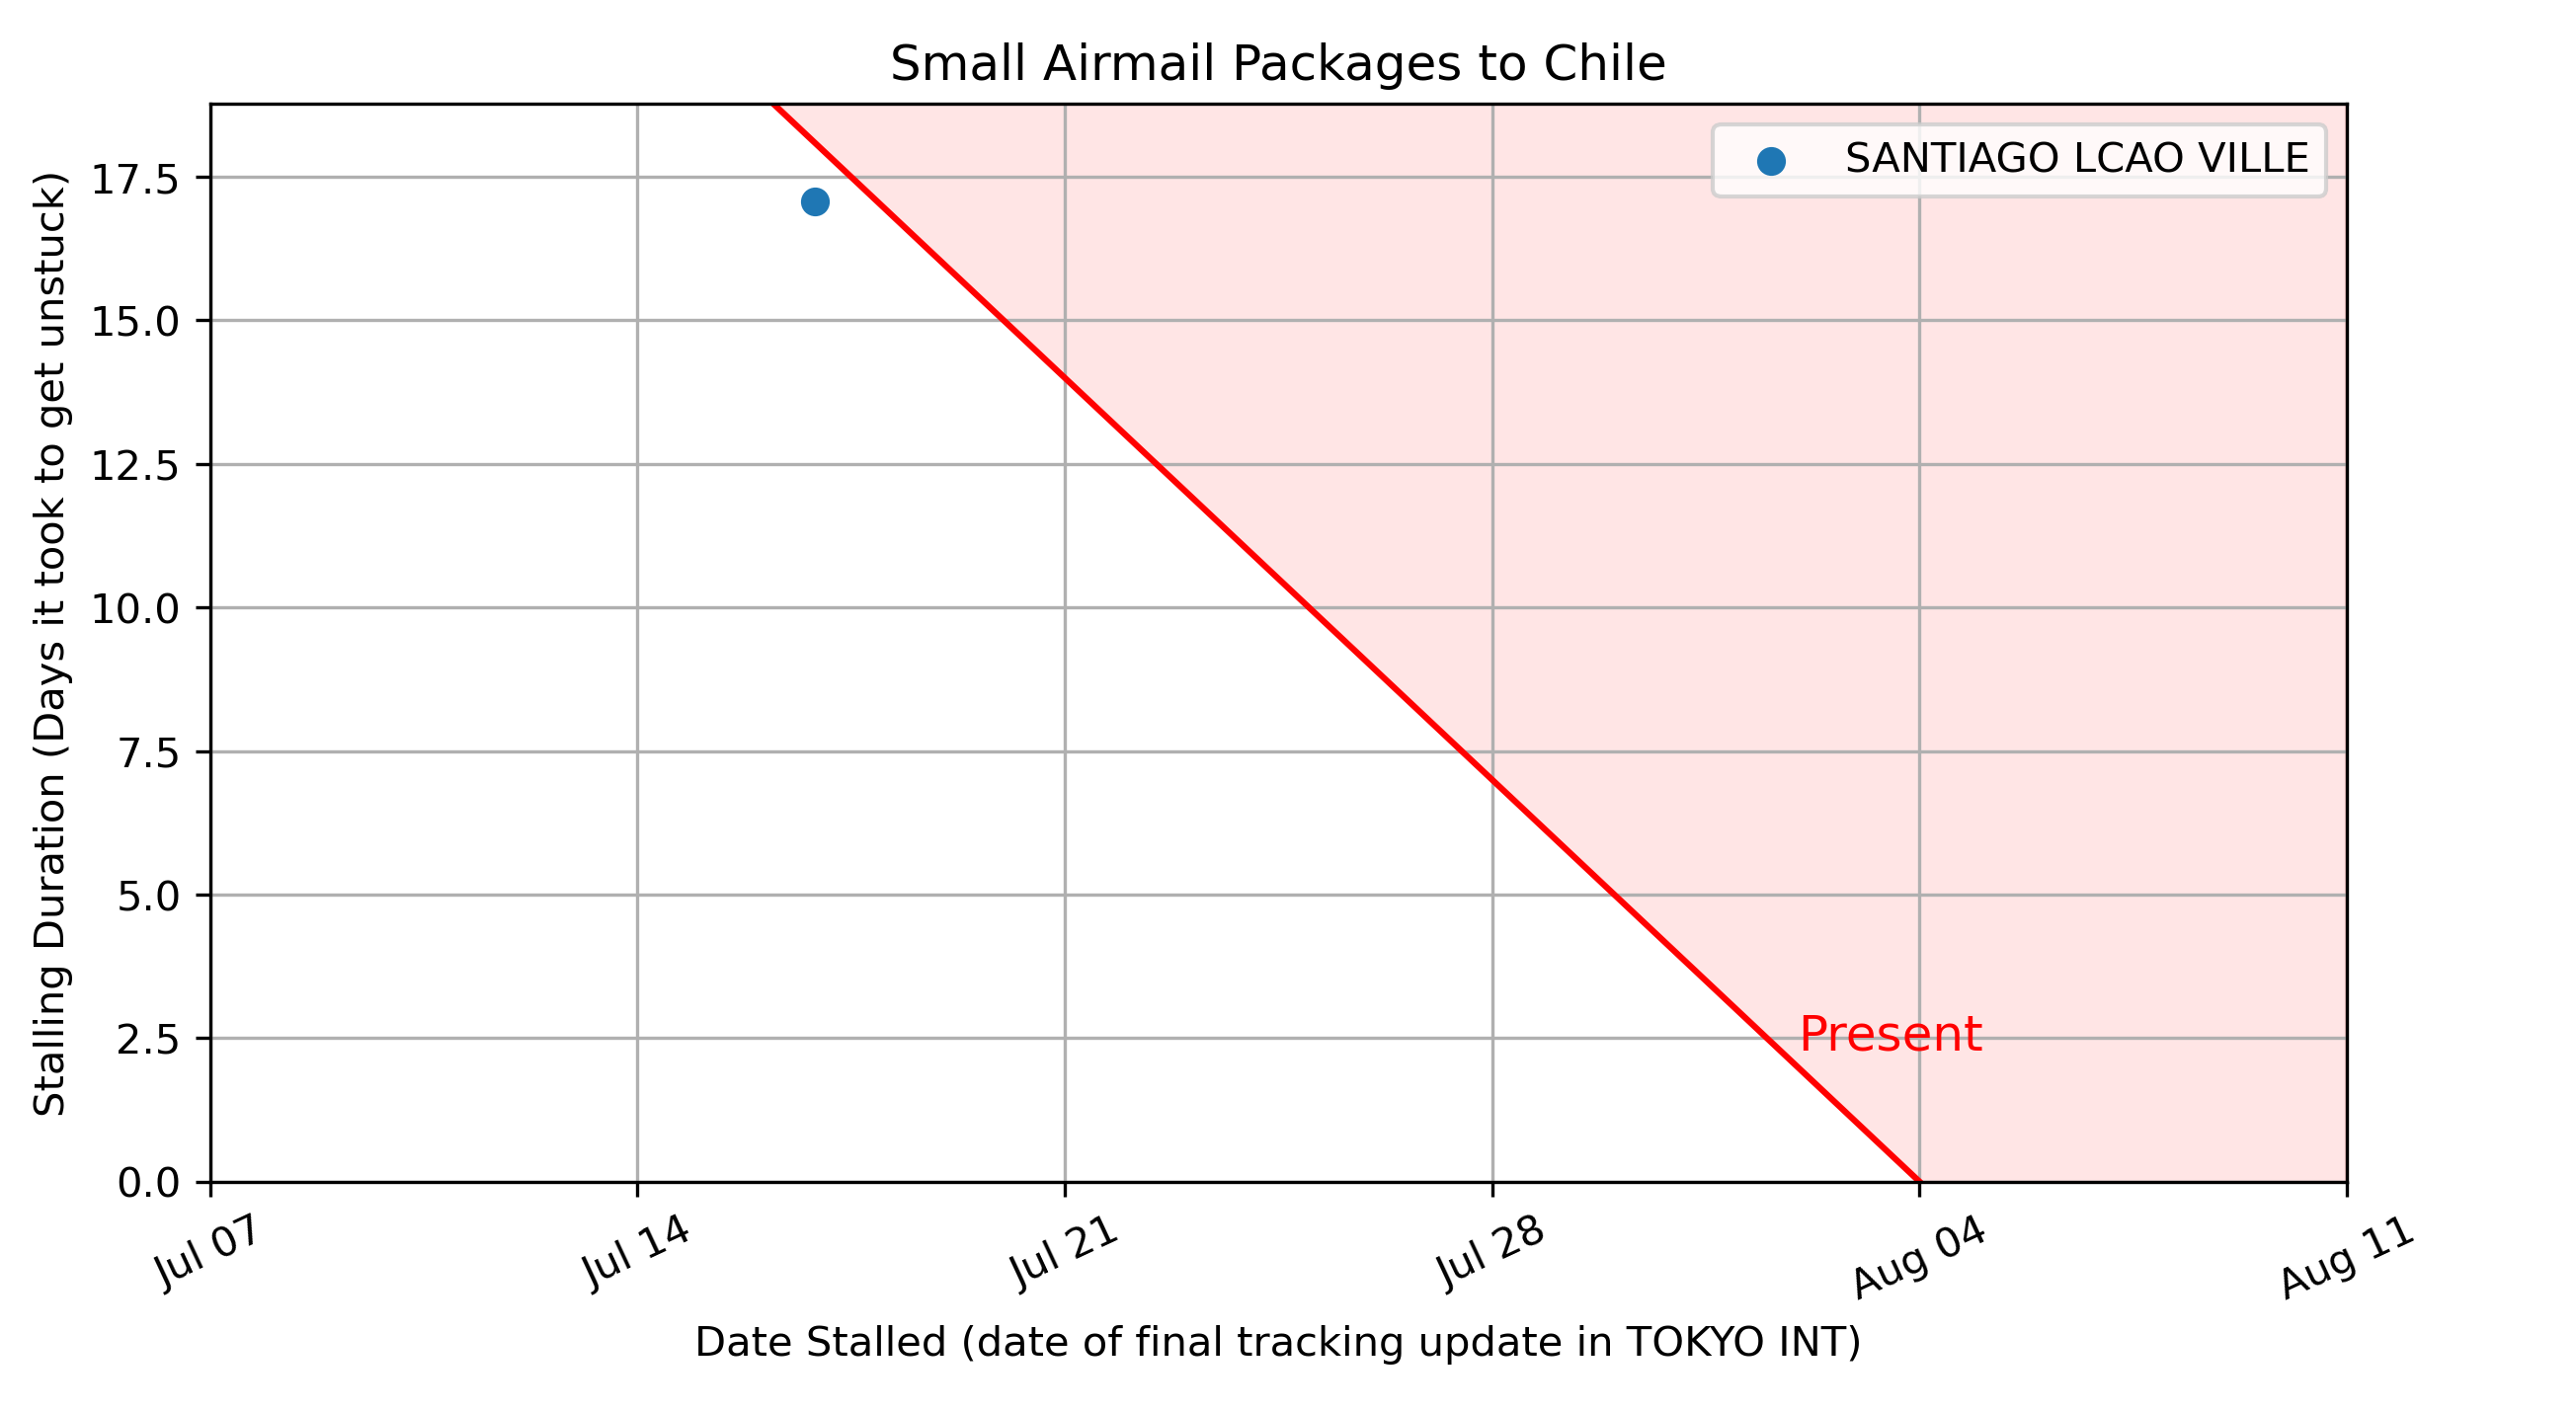 Small Airmail Packages to Chile
SANTIAGO LCAO VILLE
Stalling Duration (Days it took to get unstuck)
17.5
15.0
12.5
10.0
7.5
5.0
2.5
0.0
Present
Jul 07
Jul 14
Jul 21
Jul 28
Aug 04
Aug 11
Date Stalled (date of final tracking update in TOKYO INT)